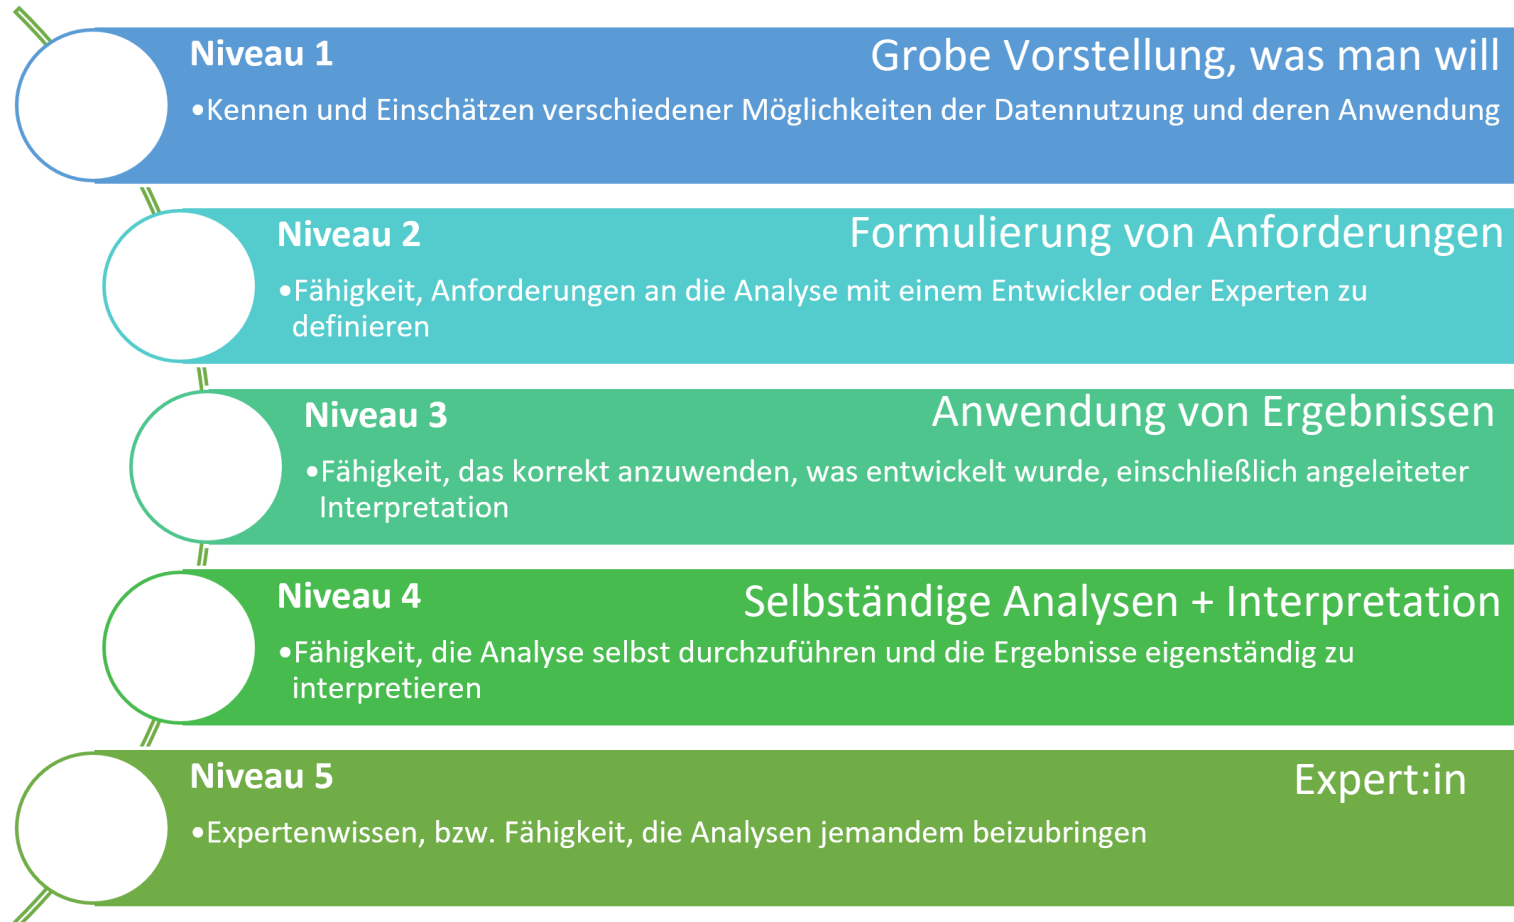 Niveau 1
Grobe Vorstellung, was man will
•Kennen und Einschätzen verschiedener Möglichkeiten der Datennutzung und deren Anwendung
Niveau 2
Formulierung von Anforderungen
•Fähigkeit, Anforderungen an die Analyse mit einem Entwickler oder Experten zu
definieren
Niveau 3
Anwendung von Ergebnissen
•Fähigkeit, das korrekt anzuwenden, was entwickelt wurde, einschließlich angeleiteter
Interpretation
Niveau 4
Selbständige Analysen + Interpretation
•Fähigkeit, die Analyse selbst durchzuführen und die Ergebnisse eigenständig zu
interpretieren
Niveau 5
Expert:in
•Expertenwissen, bzw. Fähigkeit, die Analysen jemandem beizubringen